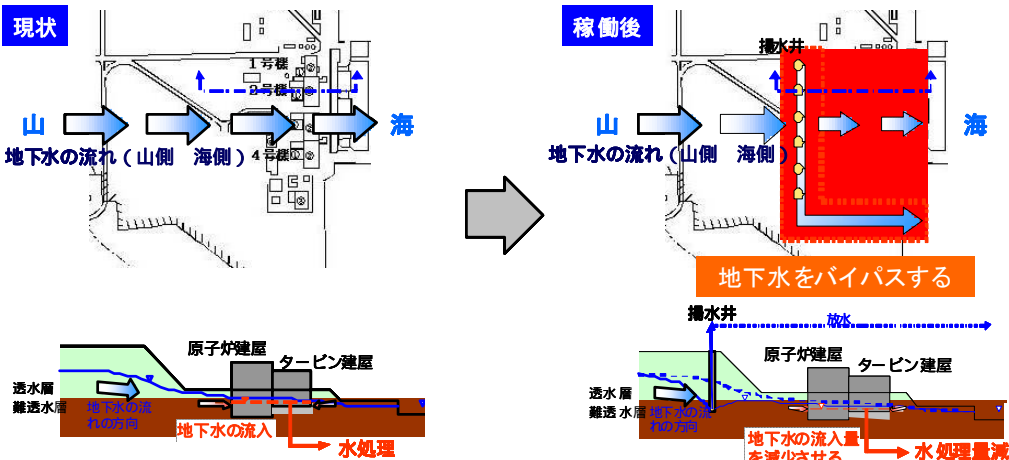 現状
1号機
2号機
山
海
地下水の流れ(山側 海側)
4号機
原子炉建屋
タービン建屋
透水層
難透水層
地下水の流
れの方向
地下水の流入
水処理
稼働後
揚水井
山
海
地下水の流れ(山側 海側)
地下水をバイパスする
揚水井
放水
原子炉建屋
タービン建屋
透水層
難透水層
地下水の流
れの方向
地下水の流入量
を減少させる
水処理量減